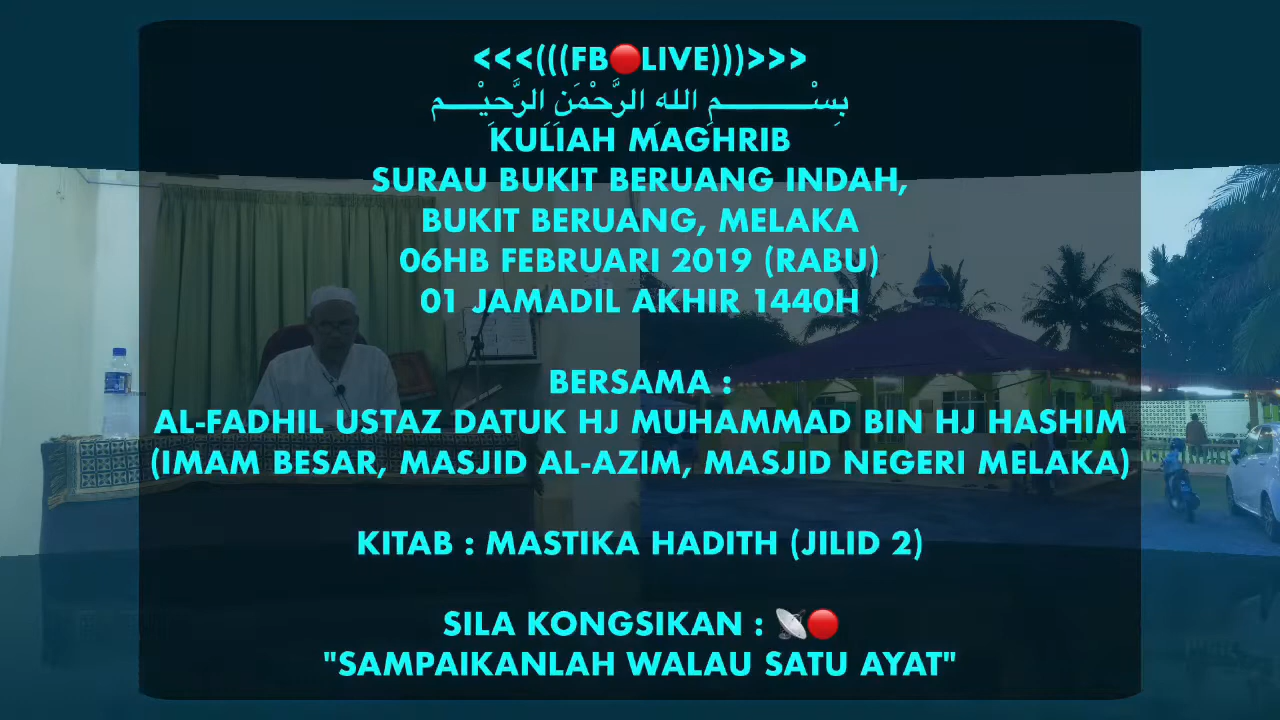 <<<(((FB🔴LIVE)))>>>
بِسْــــــــــمِ اللهِ الرَّحْمَنِ الرَّحِيْـــمِ
KULIAH MAGHRIB
SURAU BUKIT BERUANG INDAH,
BUKIT BERUANG, MELAKA
06HB FEBRUARI 2019 (RABU)
01 JAMADIL AKHIR 1440H
BERSAMA :
AL-FADHIL USTAZ DATUK HJ MUHAMMAD BIN HJ HASHIM
(IMAM BESAR, MASJID AL-AZIM, MASJID NEGERI MELAKA)
KITAB : MASTIKA HADITH (JILID 2)
SILA KONGSIKAN : 📡🔴
"SAMPAIKANLAH WALAU SATU AYAT"